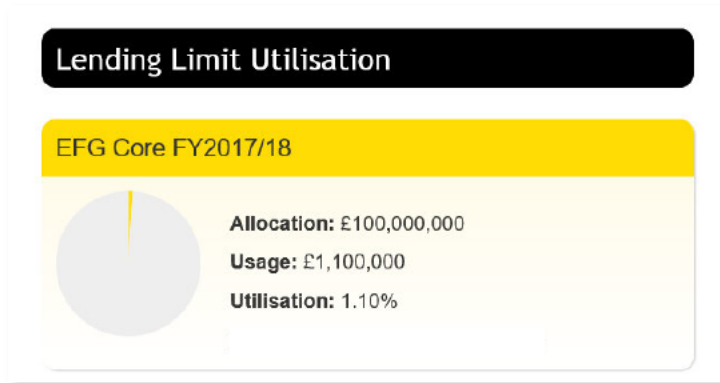 Lending Limit Utilisation
EFG Core FY2017/18
Allocation: £100,000,000
Usage: £1,100,000
Utilisation: 1.10%